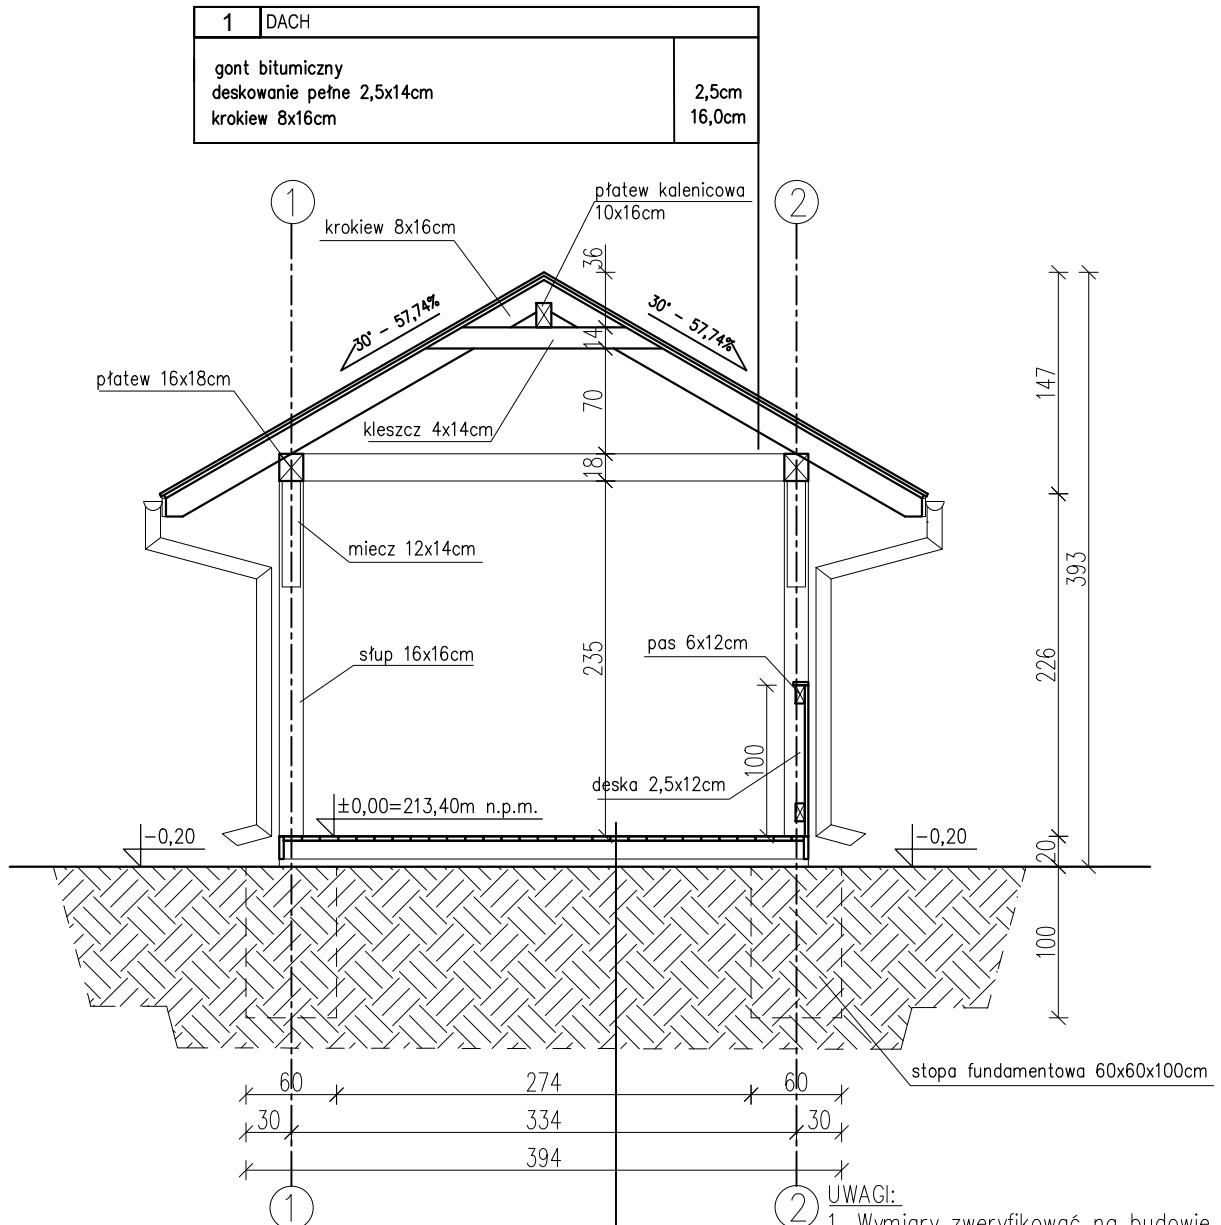 1 DACH
gont bitumiczny
deskowanie pełne 2,5x14cm 2,5cm
krokiew 8x16cm 16,0cm
1
płatew kalenicowa
10x16cm
2
krokiew 8x16cm
36
30° - 57,74%
30° - 57,74%
14
147
płatew 16x18cm
70
kleszcz 4x14cm
18
miecz 12x14cm
393
słup 16x16cm
235
pas 6x12cm
226
100
deska 2,5x12cm
±0,00=213,40m n.p.m.
-0,20
-0,20
20
100
stopa fundamentowa 60x60x100cm
60 274 60
30 334 30
394
1
2
UWAGI:
1. Wymiary zweryfikować na budowie